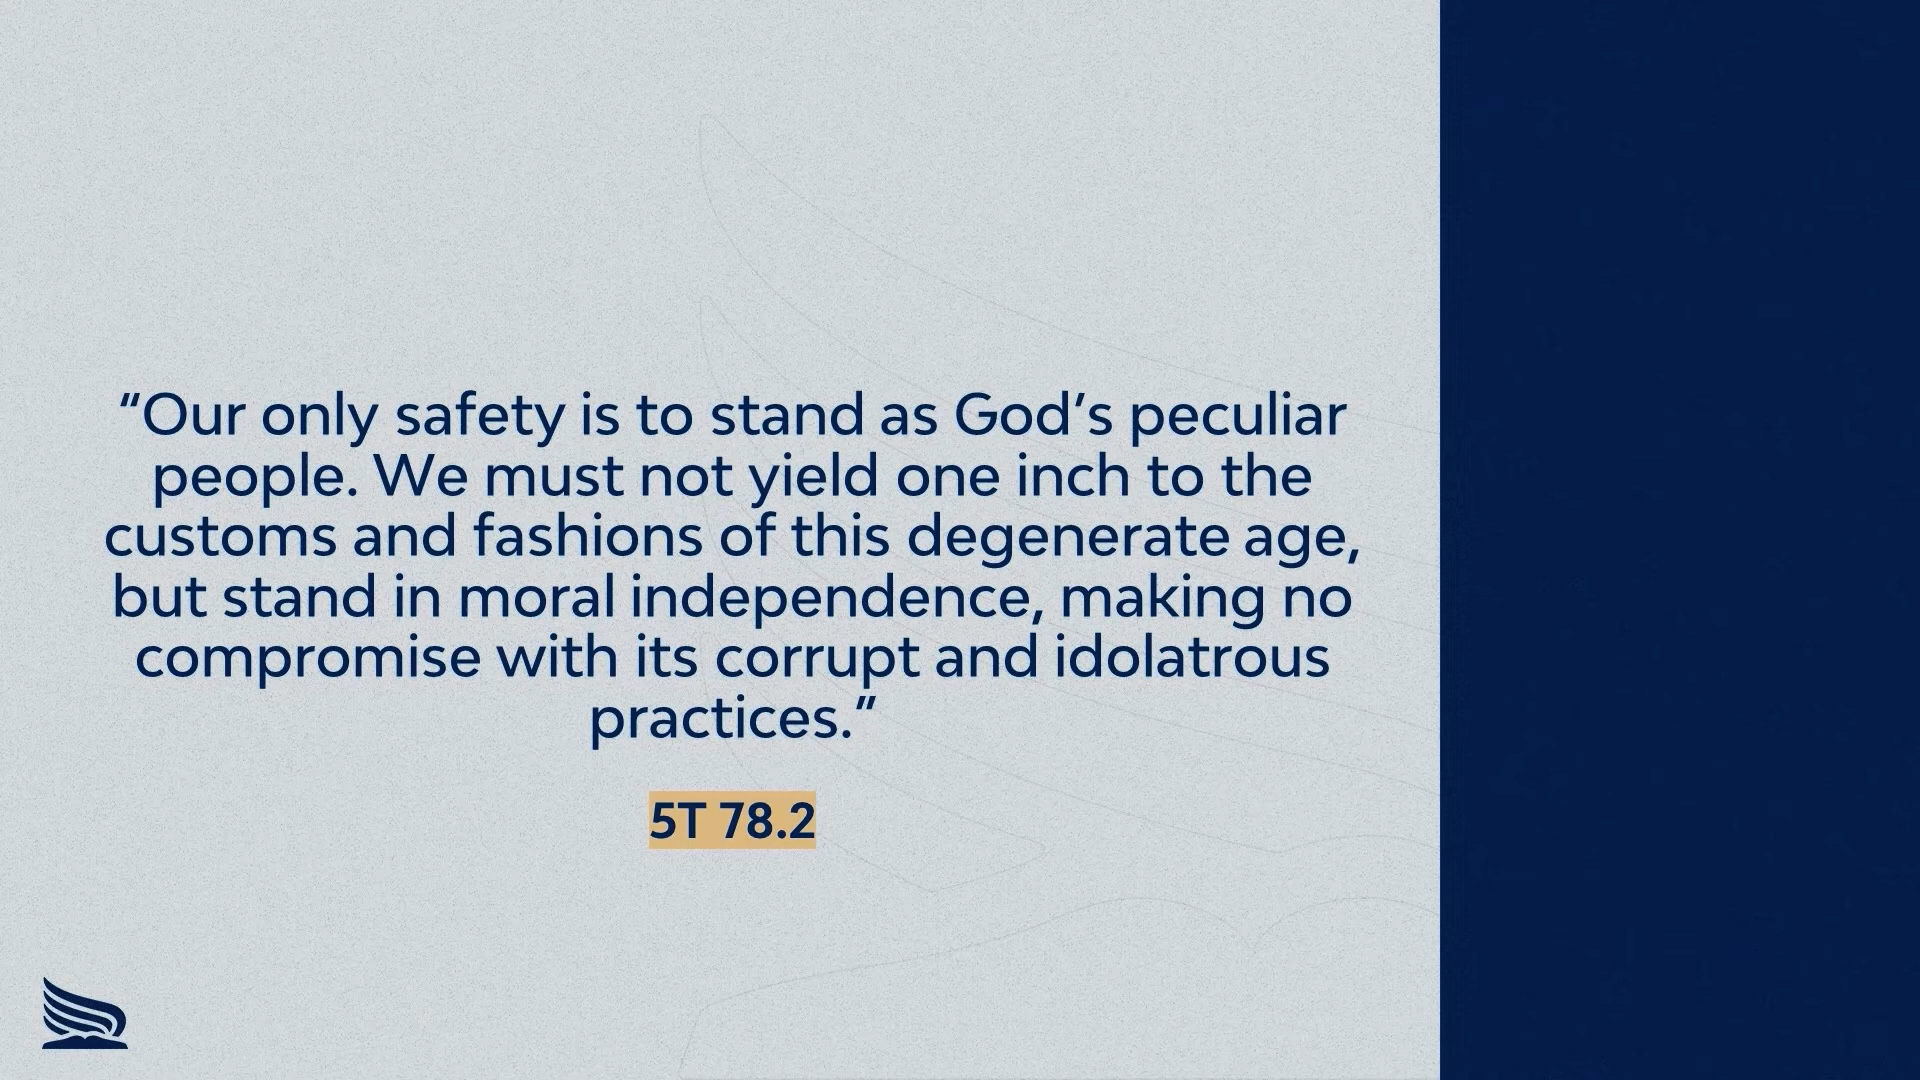 “Our only safety is to stand as God’s peculiar
people. We must not yield one inch to the
customs and fashions of this degenerate age,
but stand in moral independence, making no
compromise with its corrupt and idolatrous
practices.”
5T 78.2